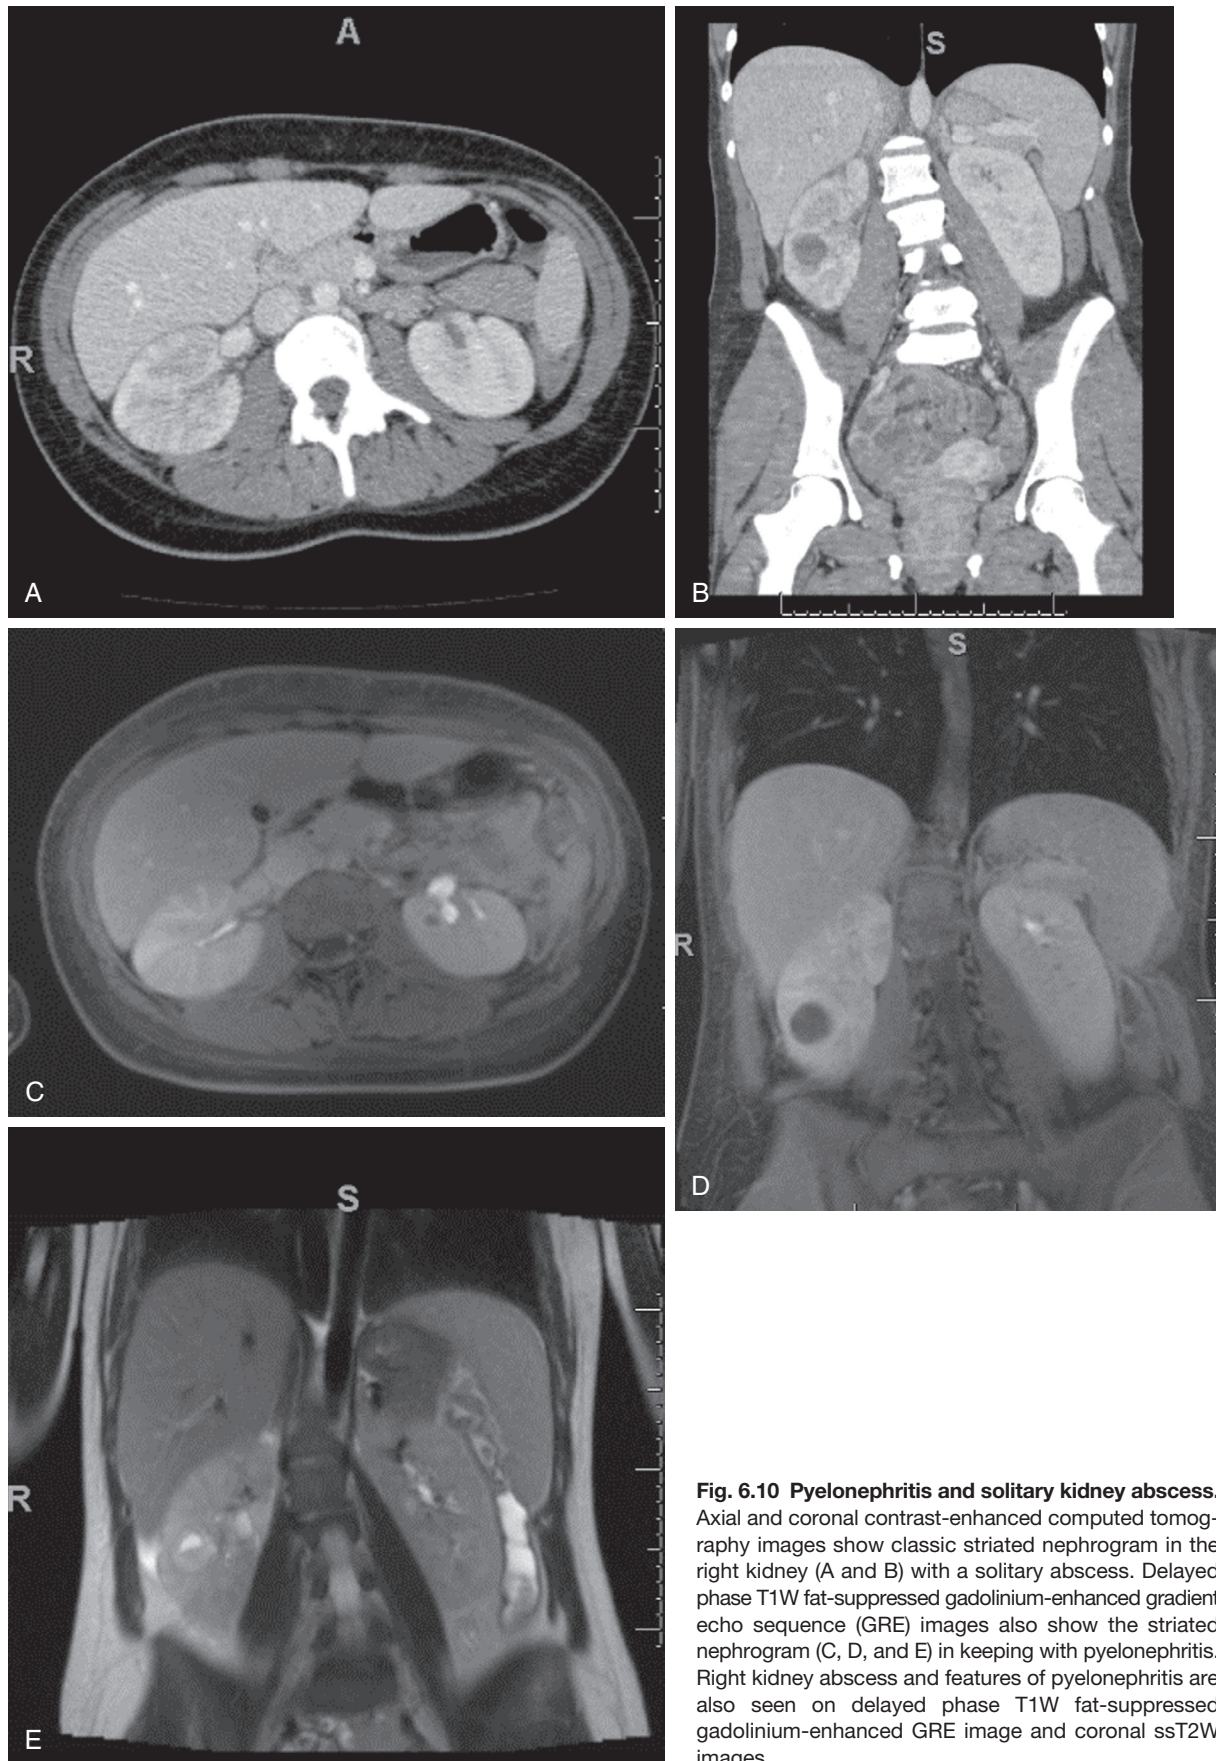 A
R
A
S
B
C
S
R
D
S
R
E
Fig. 6.10 Pyelonephritis and solitary kidney abscess.
Axial and coronal contrast-enhanced computed tomog-
raphy images show classic striated nephrogram in the
right kidney (A and B) with a solitary abscess. Delayed
phase T1W fat-suppressed gadolinium-enhanced gradient
echo sequence (GRE) images also show the striated
nephrogram (C, D, and E) in keeping with pyelonephritis.
Right kidney abscess and features of pyelonephritis are
also seen on delayed phase T1W fat-suppressed
gadolinium-enhanced GRE image and coronal ssT2W
images.